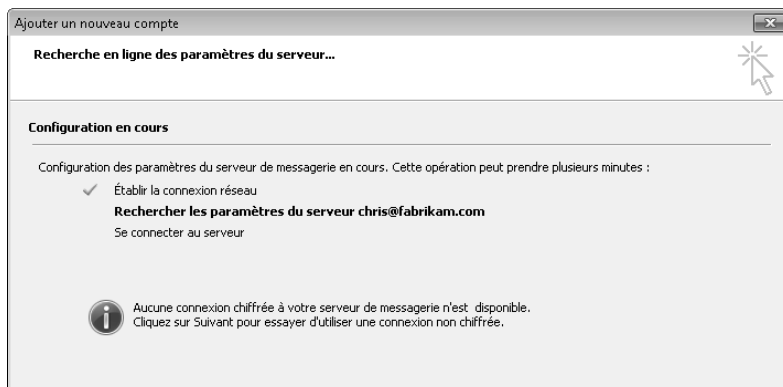 Ajouter un nouveau compte
Recherche en ligne des paramètres du serveur...
Configuration en cours
Configuration des paramètres du serveur de messagerie en cours. Cette opération peut prendre plusieurs minutes :
Établir la connexion réseau
Rechercher les paramètres du serveur chris@fabrikam.com
Se connecter au serveur
Aucune connexion chiffrée à votre serveur de messagerie n'est disponible.
Cliquez sur Suivant pour essayer d'utiliser une connexion non chiffrée.